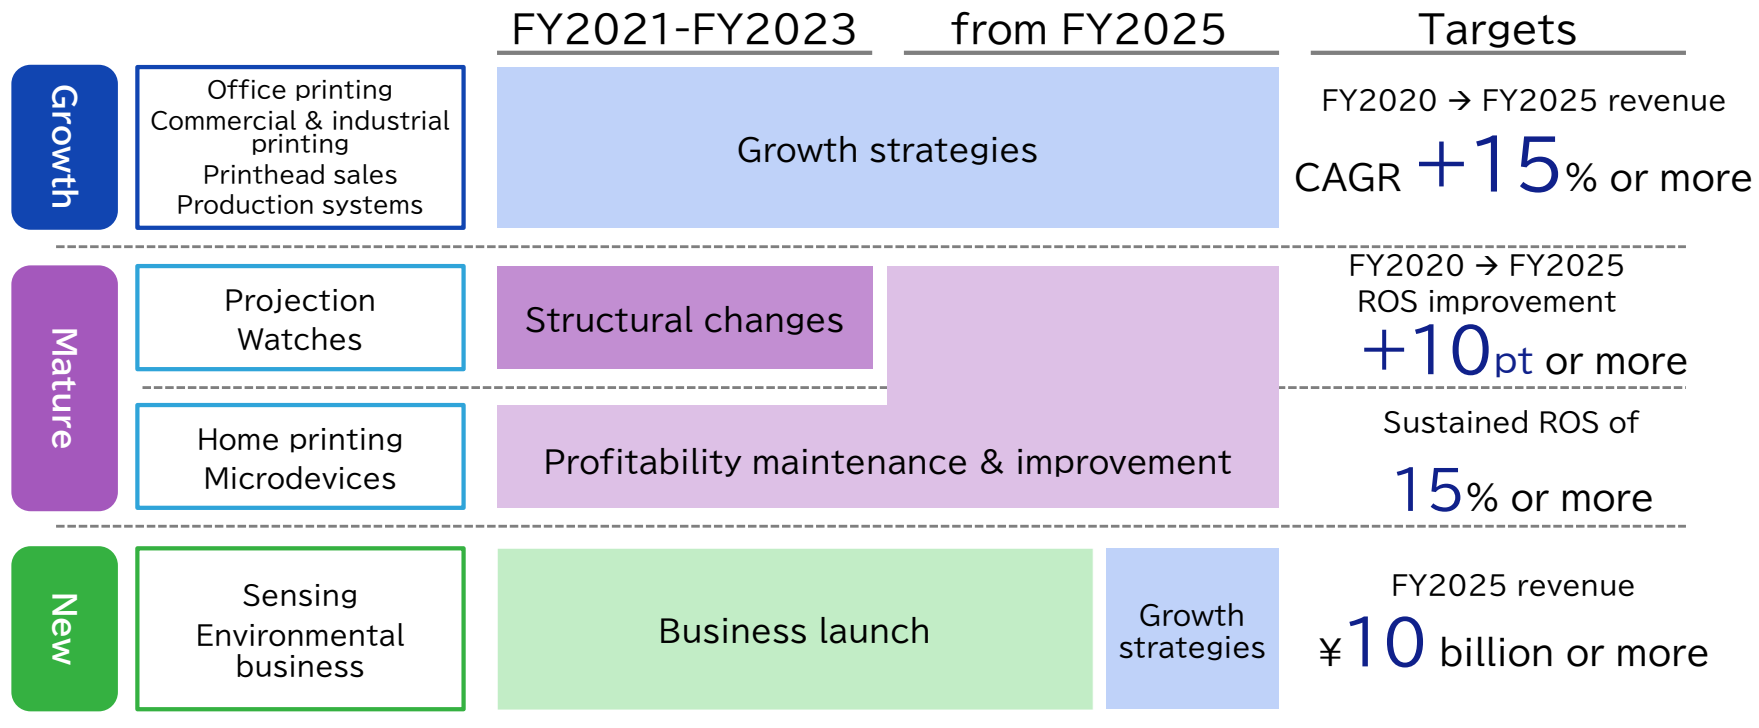 FY2021-FY2023
from FY2025
Targets
Growth
Office printing
Commercial & industrial
printing
Printhead sales
Production systems
Growth strategies
FY2020 → FY2025 revenue
CAGR +15% or more
Mature
Projection
Watches
Structural changes
FY2020 → FY2025
ROS improvement
+10pt or more
Home printing
Microdevices
Profitability maintenance & improvement
Sustained ROS of
15% or more
New
Sensing
Environmental
business
Business launch
Growth
strategies
FY2025 revenue
¥10 billion or more